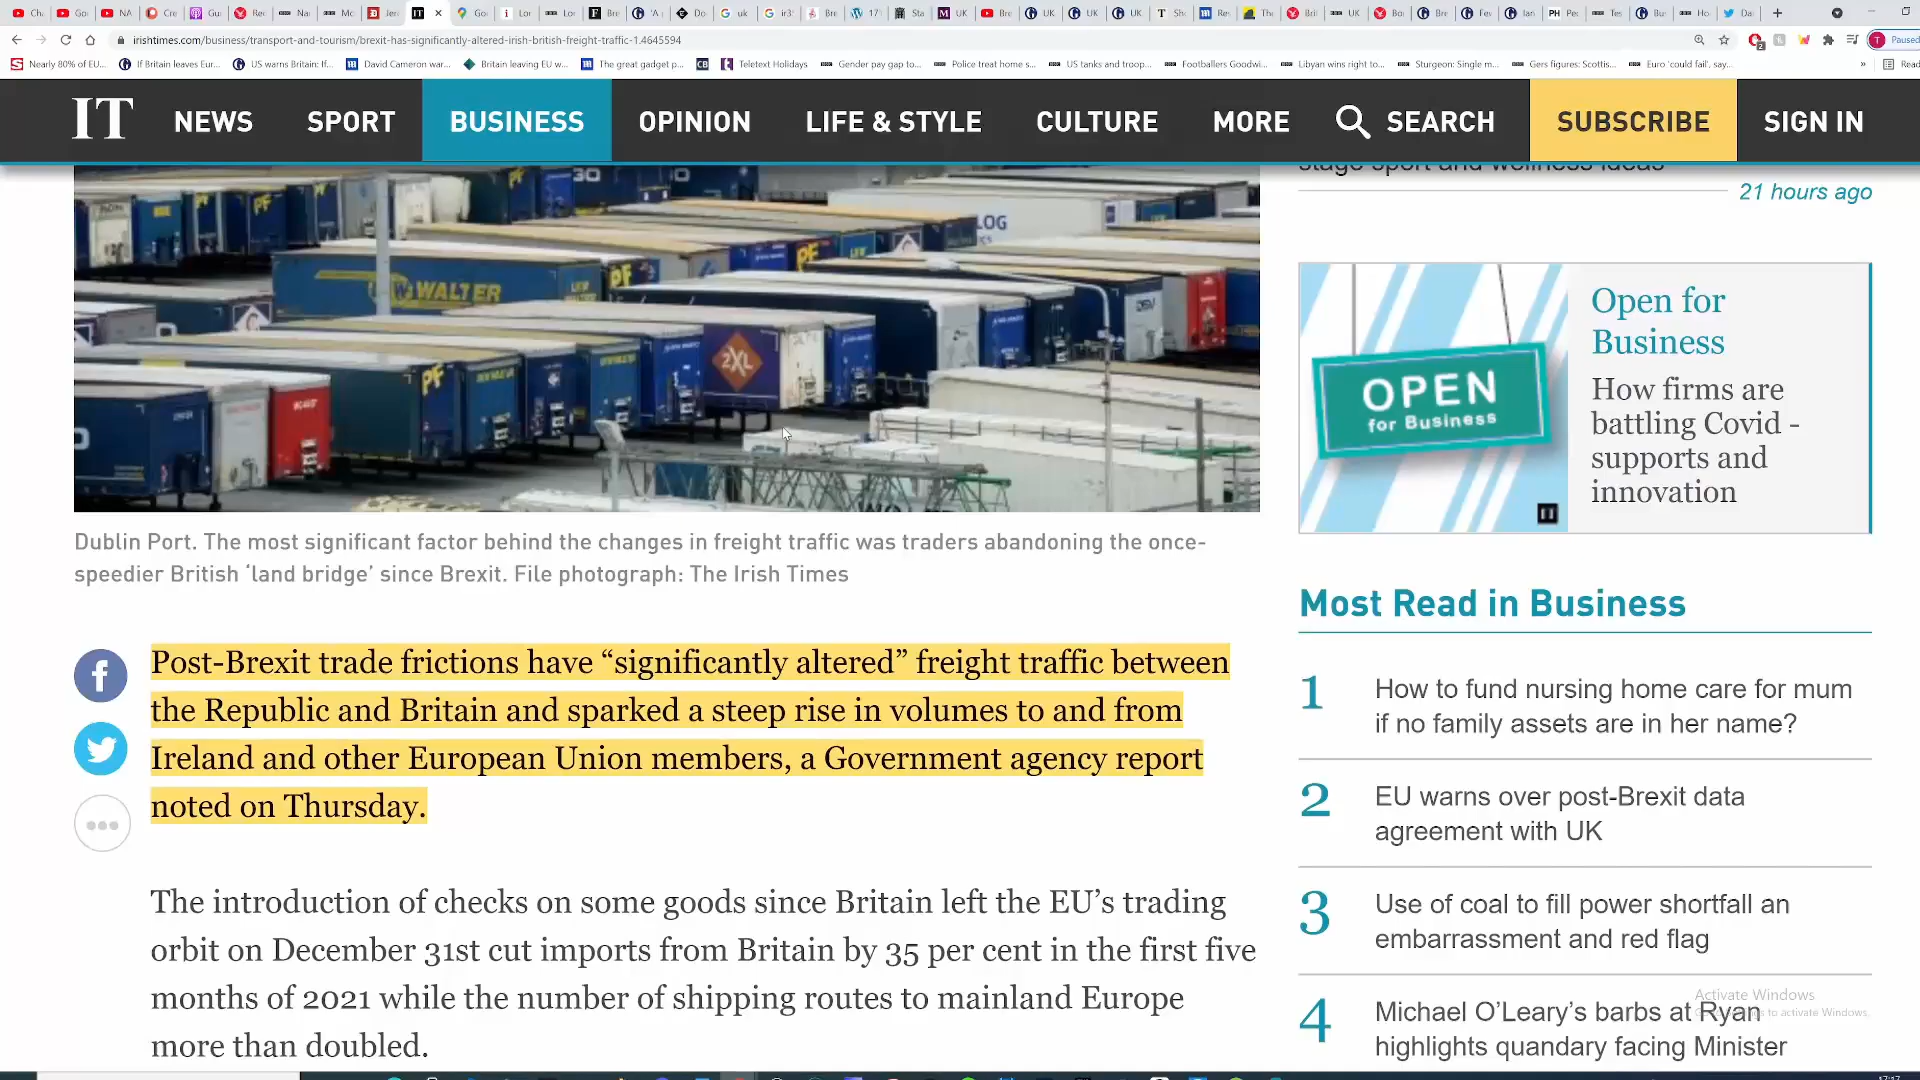 irishtimes.com/business/transport-and-tourism/brexit-has-significantly-altered-irish-british-freight-traffic-1.4645594
Paused
Nearly 80% of EU...
If Britain leaves Eur...
US warns Britain: If...
David Cameron war...
Britain leaving EU w...
The great gadget p...
Teletext Holidays
Gender pay gap to...
Police treat home s...
US tanks and troop...
Footballers Goodwi...
Libyan wins right to...
Sturgeon: Single m...
Gers figures: Scottis...
Euro 'could fail', say...
Read
IT NEWS SPORT BUSINESS OPINION LIFE & STYLE CULTURE MORE SEARCH SUBSCRIBE SIGN IN
stage sport and wellness ideas
21 hours ago
WALTER
2XL
PF
LOG
OPEN
for Business
Open for
Business
How firms are
battling Covid -
supports and
innovation
Dublin Port. The most significant factor behind the changes in freight traffic was traders abandoning the once-
speedier British ‘land bridge’ since Brexit. File photograph: The Irish Times
Post-Brexit trade frictions have “significantly altered” freight traffic between
the Republic and Britain and sparked a steep rise in volumes to and from
Ireland and other European Union members, a Government agency report
noted on Thursday.
The introduction of checks on some goods since Britain left the EU’s trading
orbit on December 31st cut imports from Britain by 35 per cent in the first five
months of 2021 while the number of shipping routes to mainland Europe
more than doubled.
Most Read in Business
1 How to fund nursing home care for mum
if no family assets are in her name?
2 EU warns over post-Brexit data
agreement with UK
3 Use of coal to fill power shortfall an
embarrassment and red flag
4 Michael O’Leary’s barbs at Ryan
highlights quandary facing Minister
Activate Windows
to activate Windows.